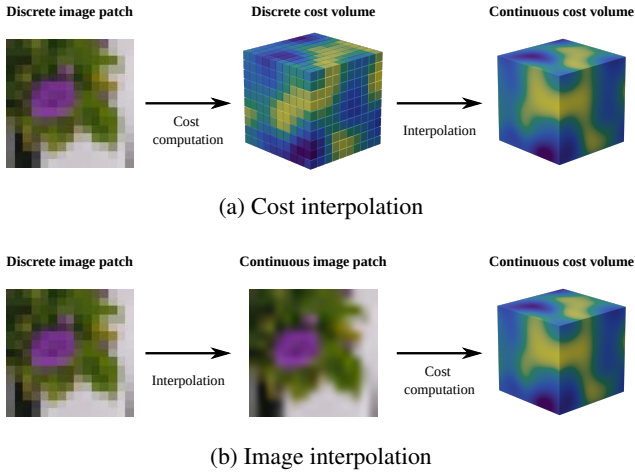 Discrete image patch Discrete cost volume Continuous cost volume
Cost
computation
Interpolation
(a) Cost interpolation
Discrete image patch Continuous image patch Continuous cost volume
Interpolation
Cost
computation
(b) Image interpolation